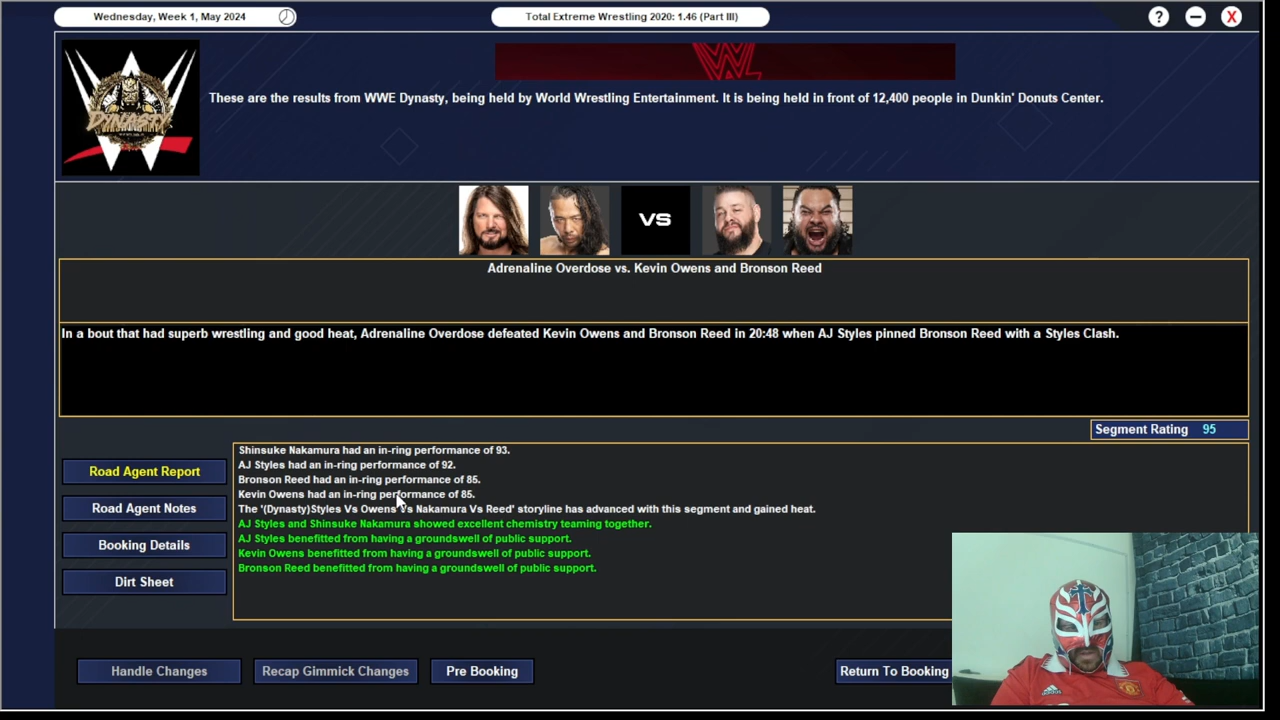 Wednesday, Week 1, May 2024
Total Extreme Wrestling 2020: 1.46 (Part III)
?
X
DYNASTY
These are the results from WWE Dynasty, being held by World Wrestling Entertainment. It is being held in front of 12,400 people in Dunkin' Donuts Center.
VS
Adrenaline Overdose vs. Kevin Owens and Bronson Reed
In a bout that had superb wrestling and good heat, Adrenaline Overdose defeated Kevin Owens and Bronson Reed in 20:48 when AJ Styles pinned Bronson Reed with a Styles Clash.
Segment Rating 95
Road Agent Report
Road Agent Notes
Booking Details
Dirt Sheet
Shinsuke Nakamura had an in-ring performance of 93.
AJ Styles had an in-ring performance of 92.
Bronson Reed had an in-ring performance of 85.
Kevin Owens had an in-ring performance of 85.
The '(Dynasty)Styles Vs Owens Vs Nakamura Vs Reed' storyline has advanced with this segment and gained heat.
AJ Styles and Shinsuke Nakamura showed excellent chemistry teaming together.
AJ Styles benefitted from having a groundswell of public support.
Kevin Owens benefitted from having a groundswell of public support.
Bronson Reed benefitted from having a groundswell of public support.
Handle Changes
Recap Gimmick Changes
Pre Booking
Return To Booking